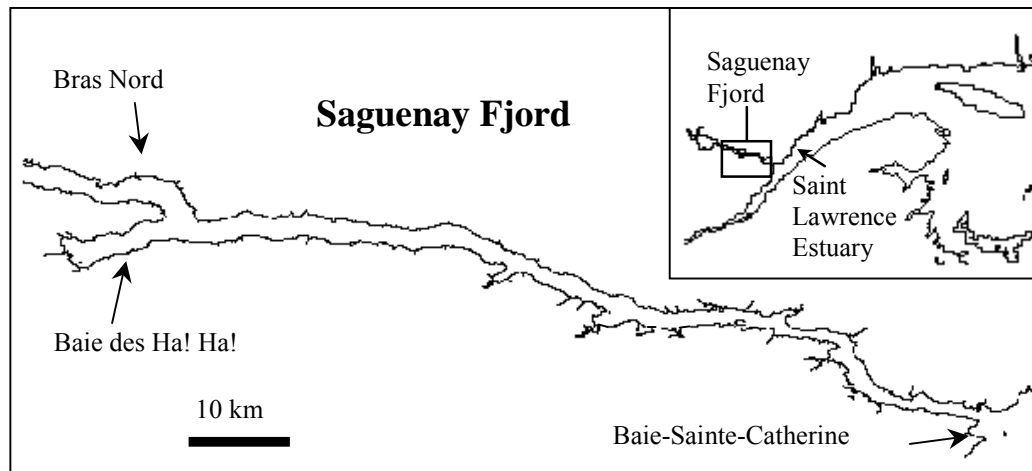 Bras Nord
Saguenay Fjord
Saguenay
Fjord
Saint
Lawrence
Estuary
Baie des Ha! Ha!
10 km
Baie-Sainte-Catherine